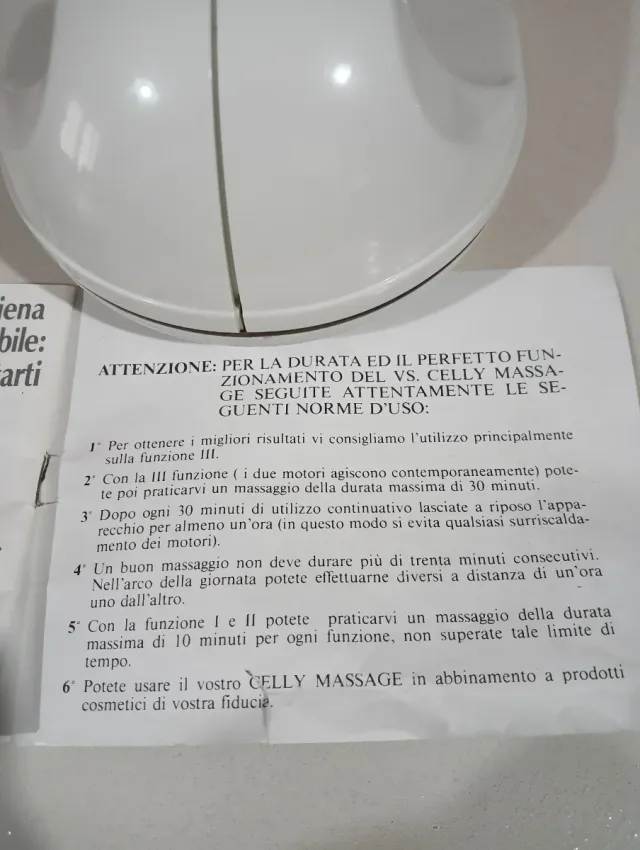 iena
bile:
arti
ATTENZIONE: PER LA DURATA ED IL PERFETTO FUN-
ZIONAMENTO DEL VS. CELLY MASSA-
GE SEGUITE ATTENTAMENTE LE SE-
GUENTI NORME D'USO:
1° Per ottenere i migliori risultati vi consigliamo l'utilizzo principalmente
sulla funzione III.
2° Con la III funzione ( i due motori agiscono contemporaneamente) pote-
te poi praticarvi un massaggio della durata massima di 30 minuti.
3° Dopo ogni 30 minuti di utilizzo continuativo lasciate a riposo l'appa-
recchio per almeno un'ora (in questo modo si evita qualsiasi surriscalda-
mento dei motori).
4° Un buon massaggio non deve durare più di trenta minuti consecutivi.
Nell'arco della giornata potete effettuarne diversi a distanza di un'ora
uno dall'altro.
5° Con la funzione I e II potete praticarvi un massaggio della durata
massima di 10 minuti per ogni funzione, non superate tale limite di
tempo.
6° Potete usare il vostro CELLY MASSAGE in abbinamento a prodotti
cosmetici di vostra fiducia.